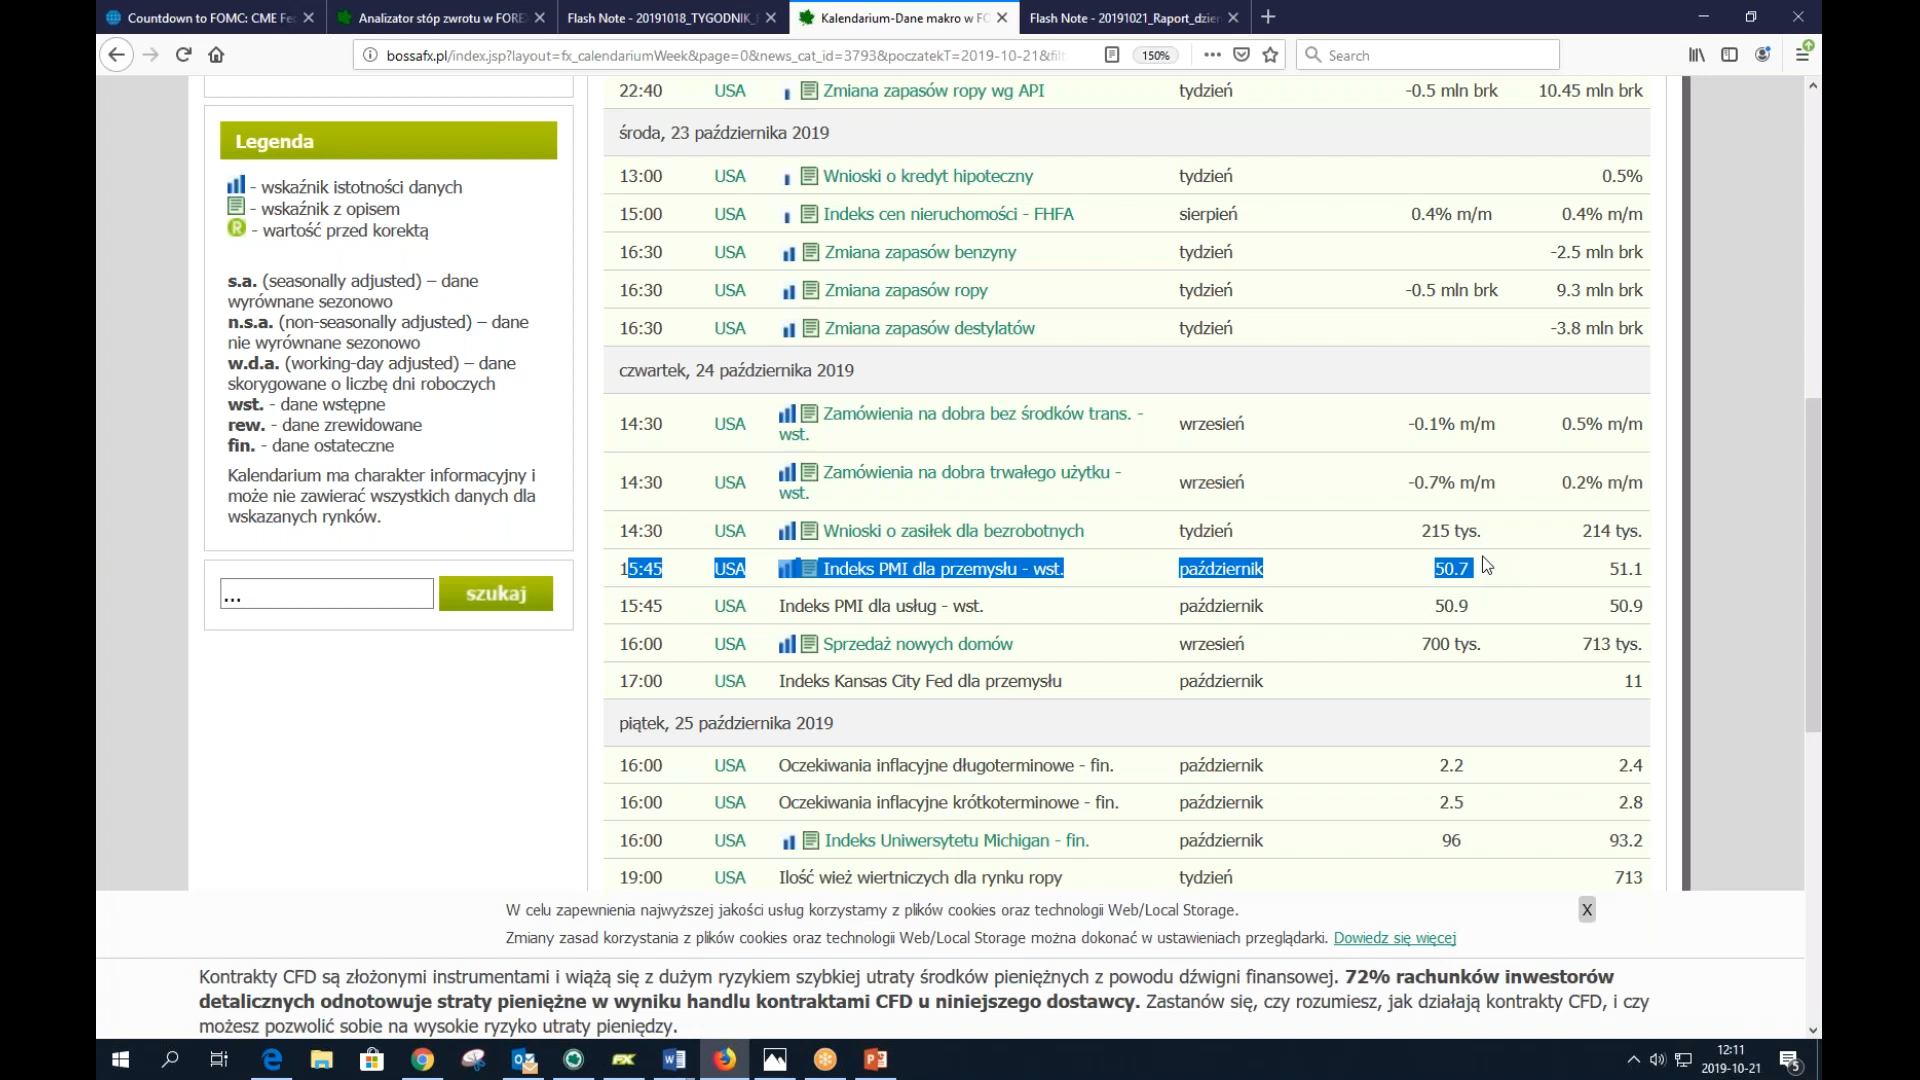 Countdown to FOMC: CME Fe
Analizator stóp zwrotu w FORE
Flash Note - 20191018_TYGODNIK_
Kalendarium-Dane makro w FO
Flash Note - 20191021_Raport_dzien
bossafx.pl/index.jsp?layout=fx_calendariumWeek&page=0&news_cat_id=3793&poczatekT=2019-10-21&filt
150%
Search
22:40 USA Zmiana zapasów ropy wg API tydzień -0.5 mln brk 10.45 mln brk
środa, 23 października 2019
13:00 USA Wnioski o kredyt hipoteczny tydzień 0.5%
15:00 USA Indeks cen nieruchomości - FHFA sierpień 0.4% m/m 0.4% m/m
16:30 USA Zmiana zapasów benzyny tydzień -2.5 mln brk
16:30 USA Zmiana zapasów ropy tydzień -0.5 mln brk 9.3 mln brk
16:30 USA Zmiana zapasów destylatów tydzień -3.8 mln brk
czwartek, 24 października 2019
14:30 USA Zamówienia na dobra bez środków trans. - wrzesień -0.1% m/m 0.5% m/m
wst.
14:30 USA Zamówienia na dobra trwałego użytku - wrzesień -0.7% m/m 0.2% m/m
wst.
14:30 USA Wnioski o zasiłek dla bezrobotnych tydzień 215 tys. 214 tys.
15:45 USA Indeks PMI dla przemysłu - wst. październik 50.7 51.1
15:45 USA Indeks PMI dla usług - wst. październik 50.9 50.9
16:00 USA Sprzedaż nowych domów wrzesień 700 tys. 713 tys.
17:00 USA Indeks Kansas City Fed dla przemysłu październik 11
piątek, 25 października 2019
16:00 USA Oczekiwania inflacyjne długoterminowe - fin. październik 2.2 2.4
16:00 USA Oczekiwania inflacyjne krótkoterminowe - fin. październik 2.5 2.8
16:00 USA Indeks Uniwersytetu Michigan - fin. październik 96 93.2
19:00 USA Ilość wież wiertniczych dla rynku ropy tydzień 713
Legenda
- wskaźnik istotności danych
- wskaźnik z opisem
R - wartość przed korektą
s.a. (seasonally adjusted) – dane
wyrównane sezonowo
n.s.a. (non-seasonally adjusted) – dane
nie wyrównane sezonowo
w.d.a. (working-day adjusted) – dane
skorygowane o liczbę dni roboczych
wst. - dane wstępne
rew. - dane zrewidowane
fin. - dane ostateczne
Kalendarium ma charakter informacyjny i
może nie zawierać wszystkich danych dla
wskazanych rynków.
...
szukaj
W celu zapewnienia najwyższej jakości usług korzystamy z plików cookies oraz technologii Web/Local Storage.
X
Zmiany zasad korzystania z plików cookies oraz technologii Web/Local Storage można dokonać w ustawieniach przeglądarki. Dowiedz się więcej
Kontrakty CFD są złożonymi instrumentami i wiążą się z dużym ryzykiem szybkiej utraty środków pieniężnych z powodu dźwigni finansowej. 72% rachunków inwestorów
detalicznych odnotowuje straty pieniężne w wyniku handlu kontraktami CFD u niniejszego dostawcy. Zastanów się, czy rozumiesz, jak działają kontrakty CFD, i czy
możesz pozwolić sobie na wysokie ryzyko utraty pieniędzy.
FX
12:11
2019-10-21
5